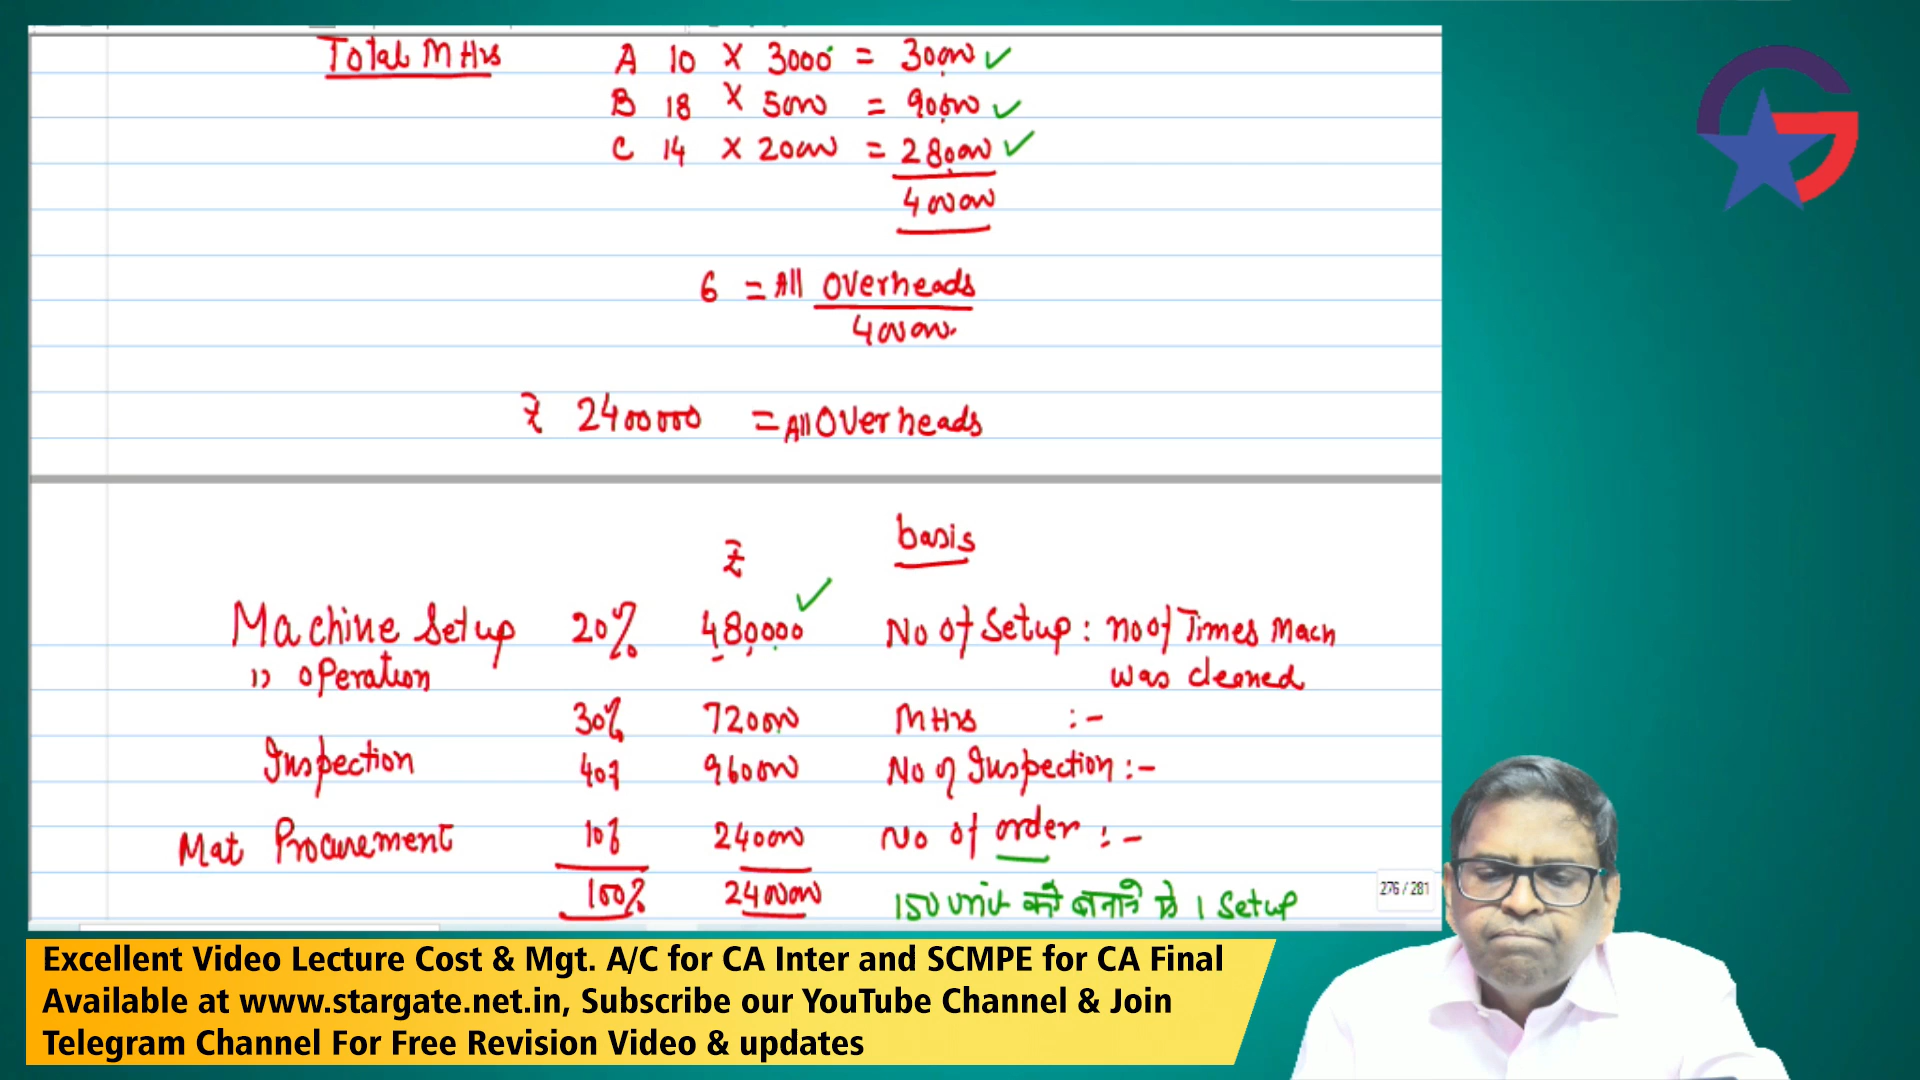 Total M Hrs A 10 X 3000 = 30000 ✓
B 18 X 5000 = 90000 ✓
C 14 X 20000 = 280000 ✓
400000
6 = All Overheads
400000
₹ 2400000 = All Overheads
₹ basis
Machine Setup 20% 480000 ✓ No of Setup : no of Times Mach
" operation was cleaned
30% 720000 M Hrs :-
Inspection 40% 960000 No of Inspection :-
Mat Procurement 10% 240000 No of order :-
100% 2400000 150 unit को बनाने से 1 Setup
276 / 281
Excellent Video Lecture Cost & Mgt. A/C for CA Inter and SCMPE for CA Final
Available at www.stargate.net.in, Subscribe our YouTube Channel & Join
Telegram Channel For Free Revision Video & updates